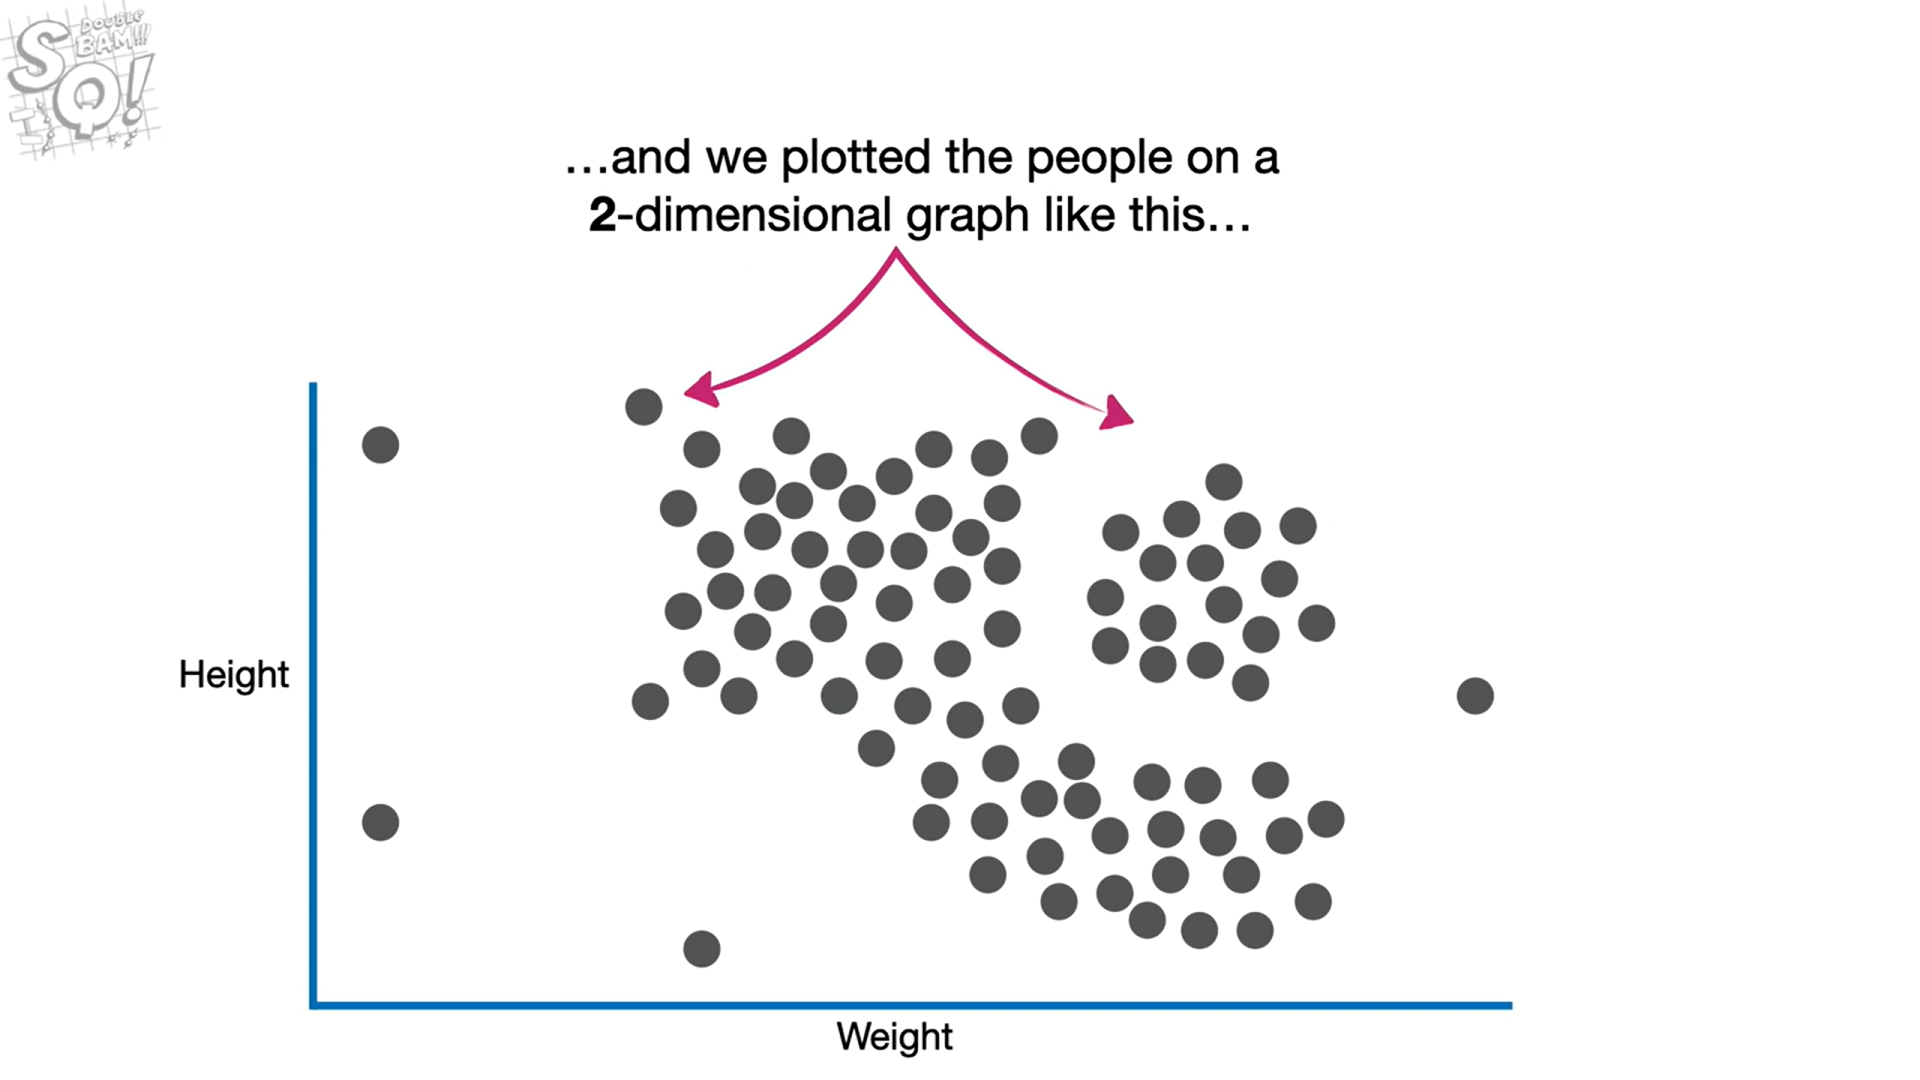 DOUBLE
BAM!!!
SQ!
...and we plotted the people on a
2-dimensional graph like this...
Height
Weight